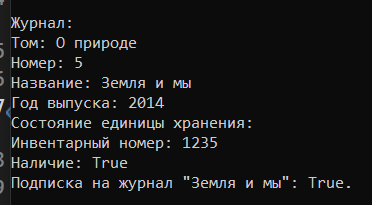 Журнал:
Том: О природе
Номер: 5
Название: Земля и мы
Год выпуска: 2014
Состояние единицы хранения:
Инвентарный номер: 1235
Наличие: True
Подписка на журнал "Земля и мы": True.